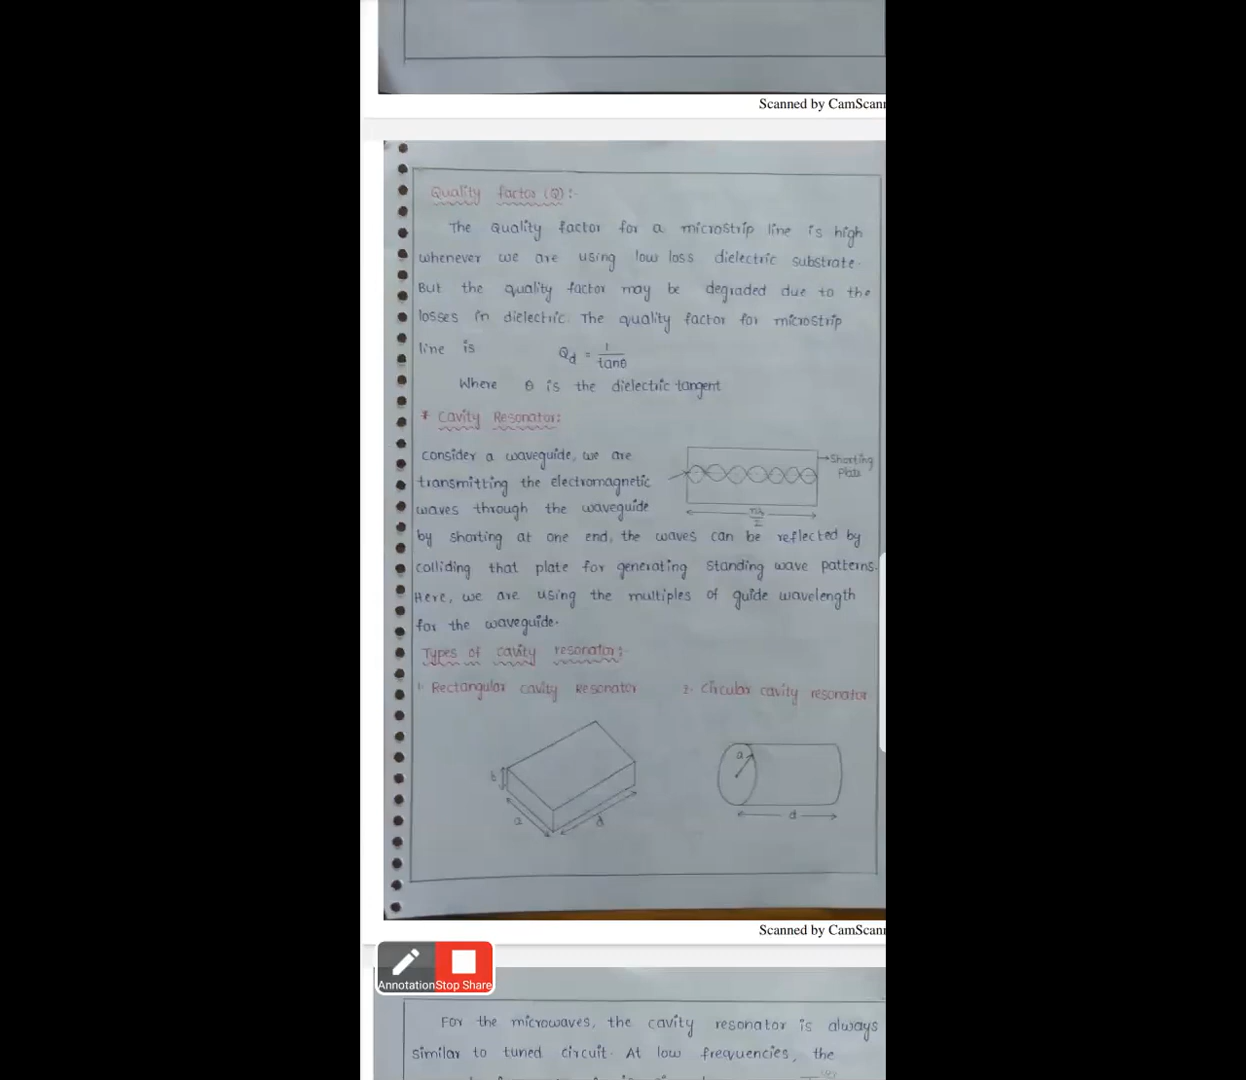 Scanned by CamScann
Quality factor (Q) :-
The Quality factor for a microstrip line is high
whenever we are using low loss dielectric substrate.
But the quality factor may be degraded due to the
losses in dielectric. The quality factor for microstrip
line is Qd = 1/tanθ
Where θ is the dielectric tangent
* Cavity Resonator:
consider a waveguide, we are
transmitting the electromagnetic
waves through the waveguide
→ Shorting
Plate
nλ/2
by shorting at one end, the waves can be reflected by
colliding that plate for generating standing wave patterns.
Here, we are using the multiples of guide wavelength
for the waveguide.
Types of cavity resonator:-
1. Rectangular cavity Resonator 2. Circular cavity resonator
b
a
d
a
d
Scanned by CamScann
Annotation Stop Share
For the microwaves, the cavity resonator is always
similar to tuned circuit. At low frequencies, the